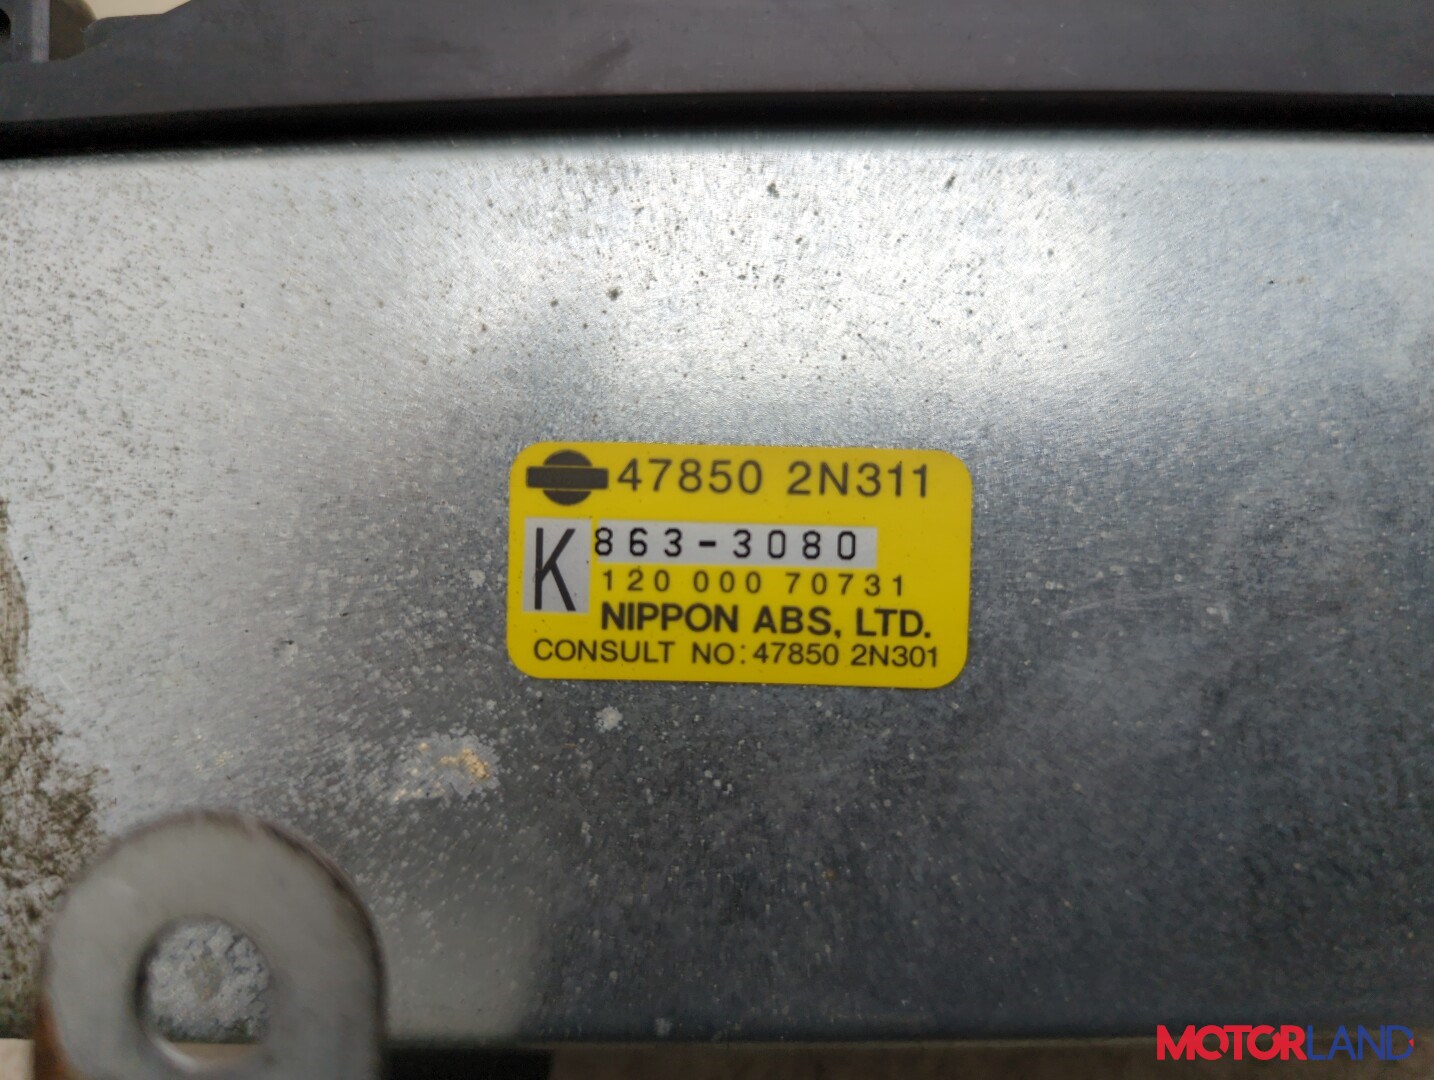 47850 2N311
K
863-3080
120 000 70731
NIPPON ABS, LTD.
CONSULT NO: 47850 2N301
MOTORLAND